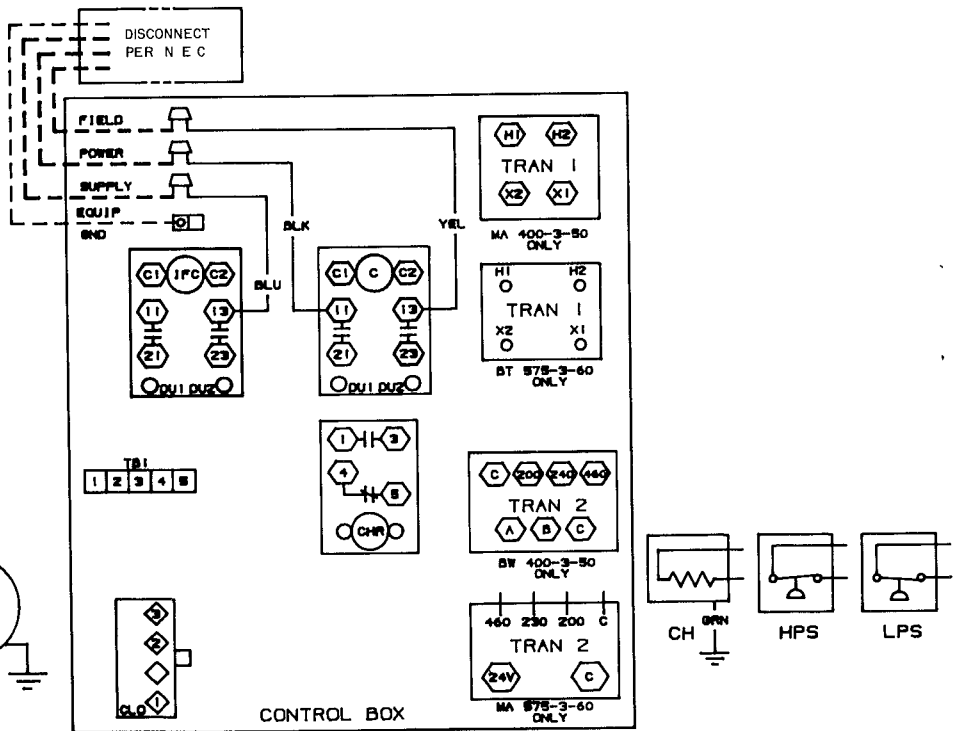 DISCONNECT
PER N E C
FIELD
POWER
SUPPLY
EQUIP
GND
BLK
YEL
BLU
C1 IFC C2
11 13
21 23
DU1 DU2
C1 C C2
11 13
21 23
DU1 DU2
H1 H2
TRAN 1
X2 X1
MA 400-3-50
ONLY
H1 H2
TRAN 1
X2 X1
BT 575-3-60
ONLY
1 3
4
5
CHR
TB1
1 2 3 4 5
C 200 240 460
TRAN 2
A B C
BW 400-3-50
ONLY
460 230 200 C
TRAN 2
24V C
MA 575-3-60
ONLY
3
2
1
CLO
CONTROL BOX
CH
GRN
HPS
LPS